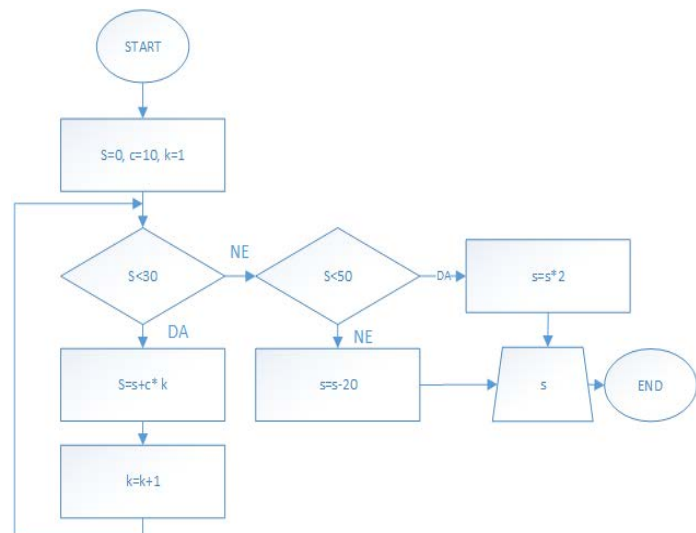 START
S=0, c=10, k=1
S<30
NE
S<50
DA
s=s*2
DA
NE
S=s+c* k
s=s-20
s
END
k=k+1